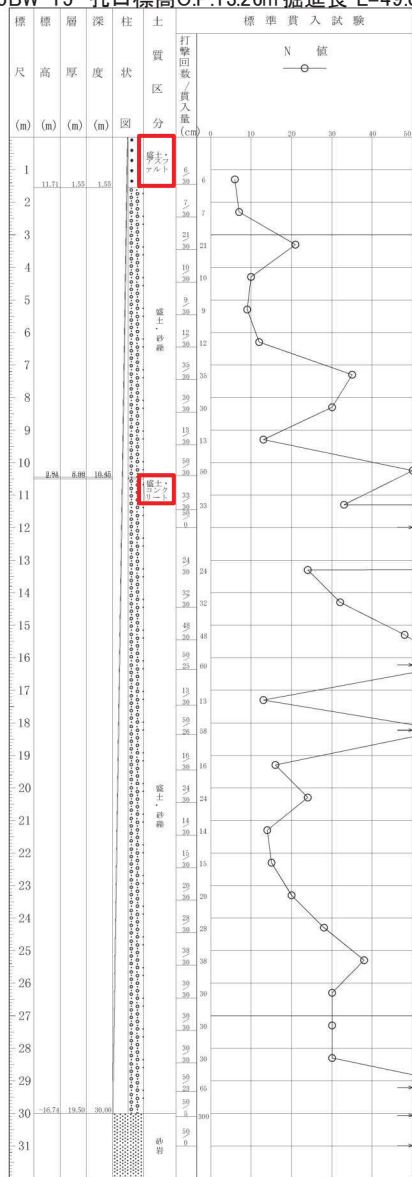 孔口標高O.P.13.26m 掘進長
標尺 (m)
標高 (m)
層厚 (m)
深度 (m)
柱状図
土質区分
打撃回数/貫入量 (cm)
標準貫入試験
N 値
0 10 20 30 40 50
盛土・アスファルト
1 6/30 6
11.71 1.55 1.55
2 7/30 7
3 21/30 21
4 10/30 10
5 9/30 9
盛土・砂礫
6 12/30 12
7 35/30 35
8 30/30 30
9 13/30 13
10 50/30 50
10.45
盛土・コンクリート
11 33/30 33
12 50/0
13 24/30 24
14 32/30 32
15 48/30 48
16 50/25 60
17 13/30 13
18 50/26 58
19 16/30 16
20 24/30 24
盛土・砂礫
21 14/30 14
22 15/30 15
23 20/30 20
24 28/30 28
25 38/30 38
26 30/30 30
27 30/30 30
28 30/30 30
29 50/23 65
30 -16.74 19.50 30.00 50/5 300
31 50/0
砂岩